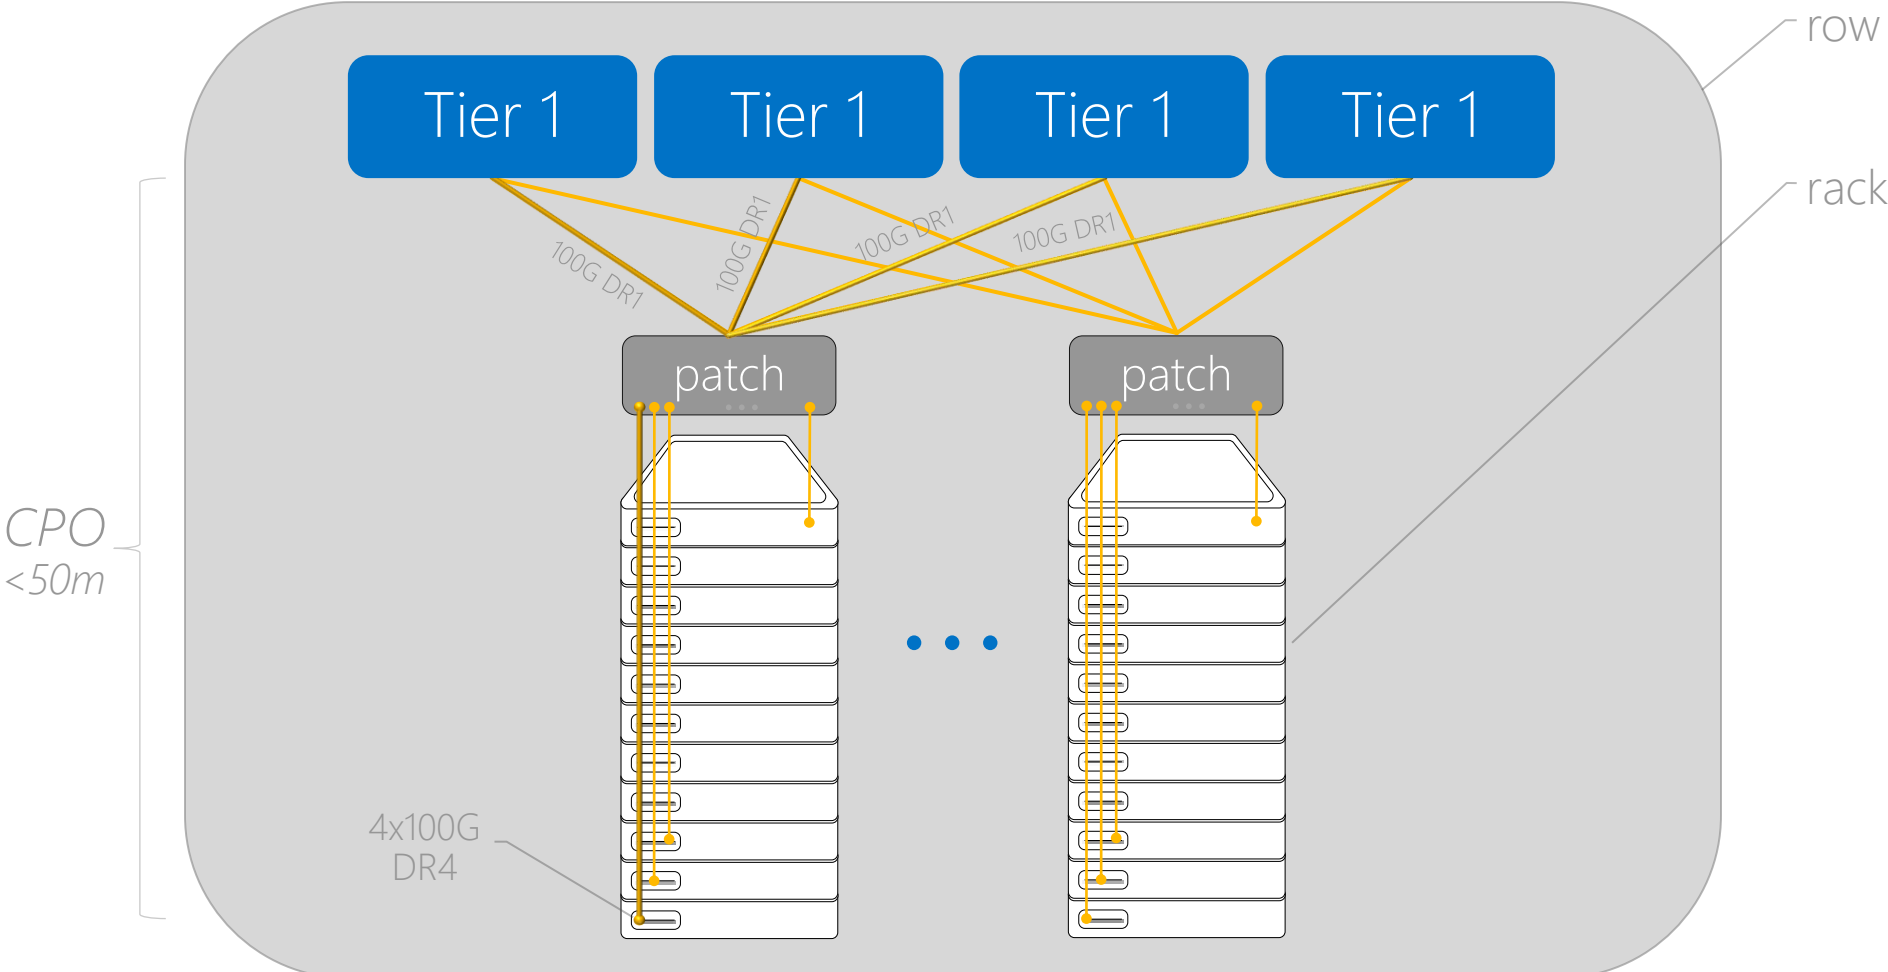 row
Tier 1
Tier 1
Tier 1
Tier 1
rack
100G DR1
100G DR1
100G DR1
100G DR1
patch
patch
CPO
<50m
4x100G
DR4